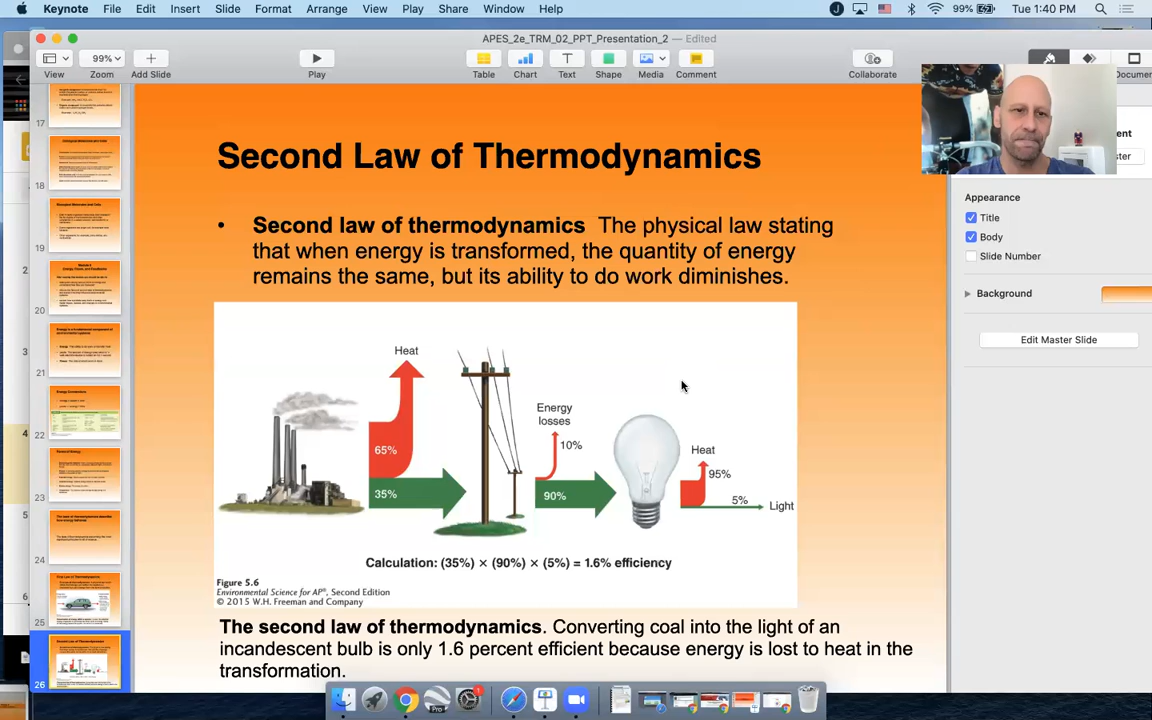 Keynote File Edit Insert Slide Format Arrange View Play Share Window Help
99% Tue 1:40 PM
APES_2e_TRM_02_PPT_Presentation_2 — Edited
99%
View Zoom Add Slide Play Table Chart Text Shape Media Comment Collaborate
Appearance
Title
Body
Slide Number
Background
Edit Master Slide
17
18
19
20
21
22
23
24
25
26
2
3
4
5
6
Second Law of Thermodynamics
• Second law of thermodynamics The physical law stating
that when energy is transformed, the quantity of energy
remains the same, but its ability to do work diminishes.
Heat
65%
35%
Energy
losses
10%
90%
Heat
95%
5%
Light
Calculation: (35%) × (90%) × (5%) = 1.6% efficiency
Figure 5.6
Environmental Science for AP®, Second Edition
© 2015 W.H. Freeman and Company
The second law of thermodynamics. Converting coal into the light of an
incandescent bulb is only 1.6 percent efficient because energy is lost to heat in the
transformation.
Pro
1